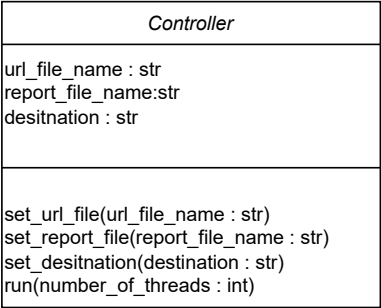 Controller
url_file_name : str
report_file_name:str
desitnation : str
set_url_file(url_file_name : str)
set_report_file(report_file_name : str)
set_desitnation(destination : str)
run(number_of_threads : int)